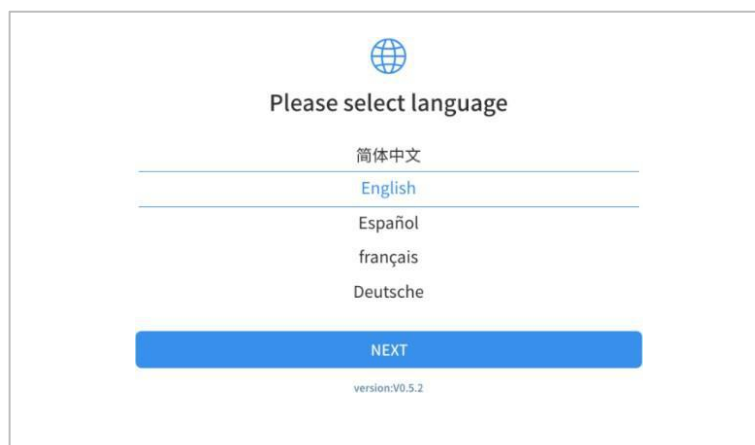 Please select language
简体中文
English
Español
français
Deutsche
NEXT
version:V0.5.2